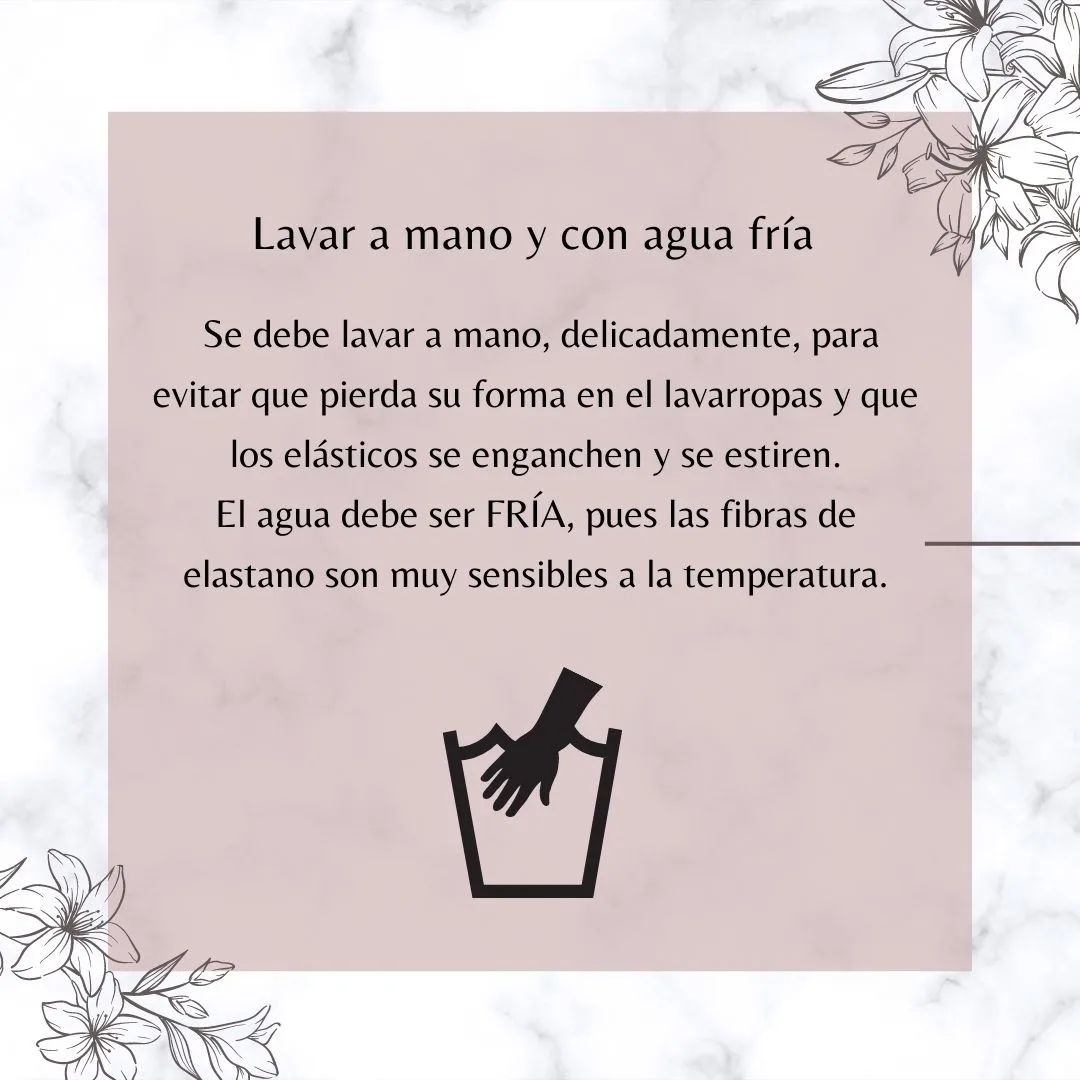 Lavar a mano y con agua fría
Se debe lavar a mano, delicadamente, para
evitar que pierda su forma en el lavarropas y que
los elásticos se enganchen y se estiren.
El agua debe ser FRÍA, pues las fibras de
elastano son muy sensibles a la temperatura.